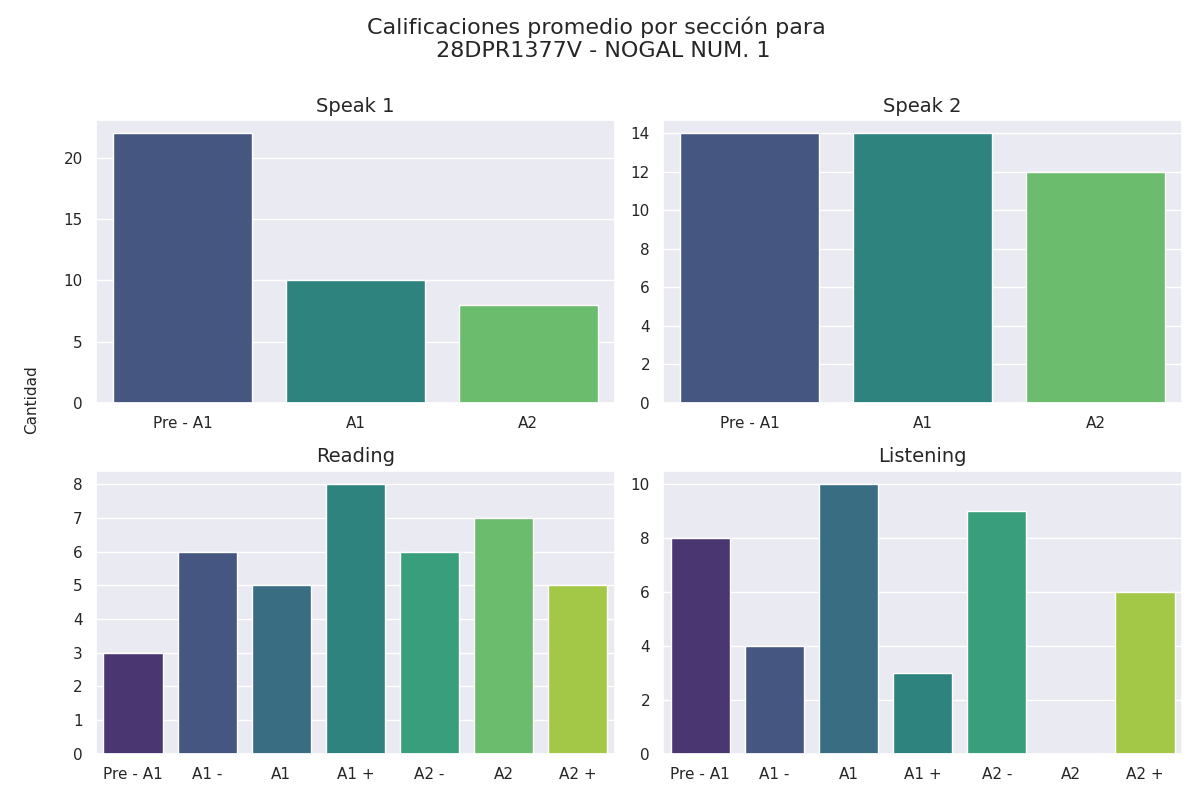 Calificaciones promedio por sección para
28DPR1377V - NOGAL NUM. 1
Speak 1
20
15
10
5
0
Pre - A1 A1 A2
Speak 2
14
12
10
8
6
4
2
0
Pre - A1 A1 A2
Cantidad
Reading
8
7
6
5
4
3
2
1
0
Pre - A1 A1 - A1 A1 + A2 - A2 A2 +
Listening
10
8
6
4
2
0
Pre - A1 A1 - A1 A1 + A2 - A2 A2 +